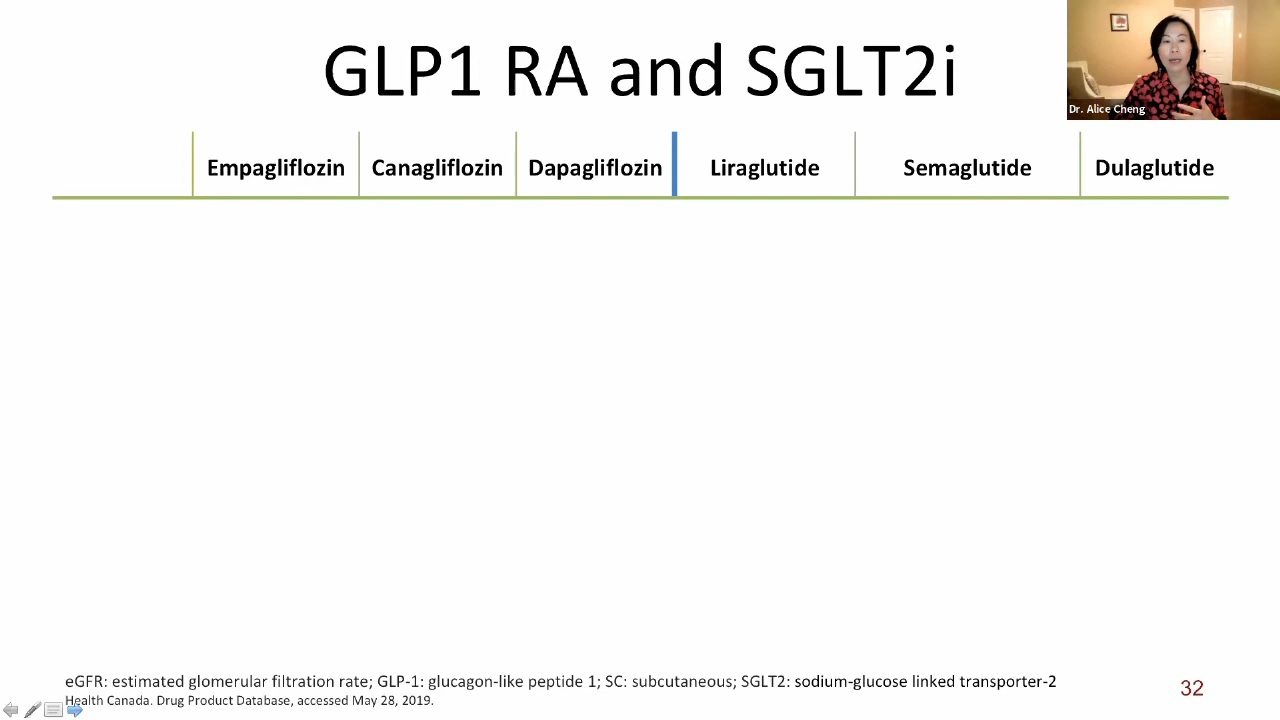 GLP1 RA and SGLT2i
Dr. Alice Cheng
Empagliflozin Canagliflozin Dapagliflozin Liraglutide Semaglutide Dulaglutide
eGFR: estimated glomerular filtration rate; GLP-1: glucagon-like peptide 1; SC: subcutaneous; SGLT2: sodium-glucose linked transporter-2
Health Canada. Drug Product Database, accessed May 28, 2019.
32